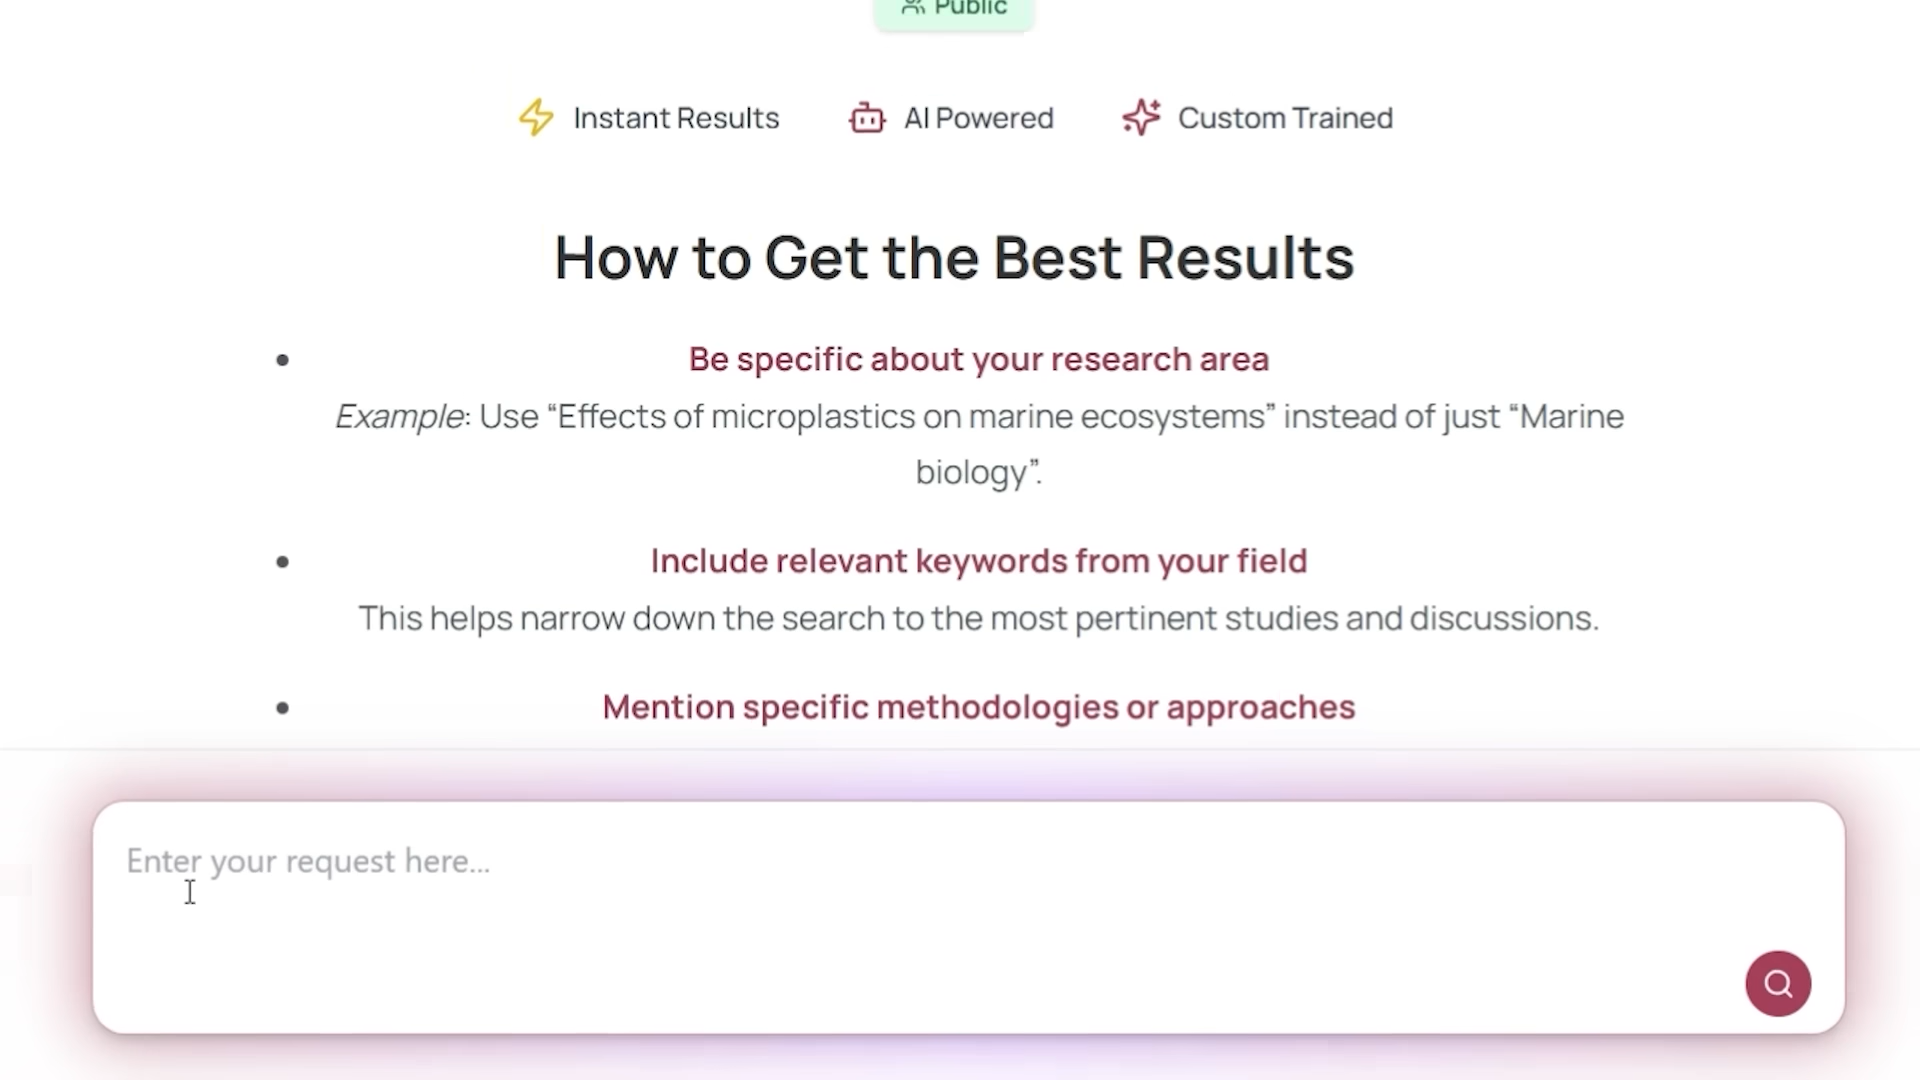 Public
Instant Results
AI Powered
Custom Trained
How to Get the Best Results
Be specific about your research area
Example: Use “Effects of microplastics on marine ecosystems” instead of just “Marine
biology”.
Include relevant keywords from your field
This helps narrow down the search to the most pertinent studies and discussions.
Mention specific methodologies or approaches
Enter your request here...